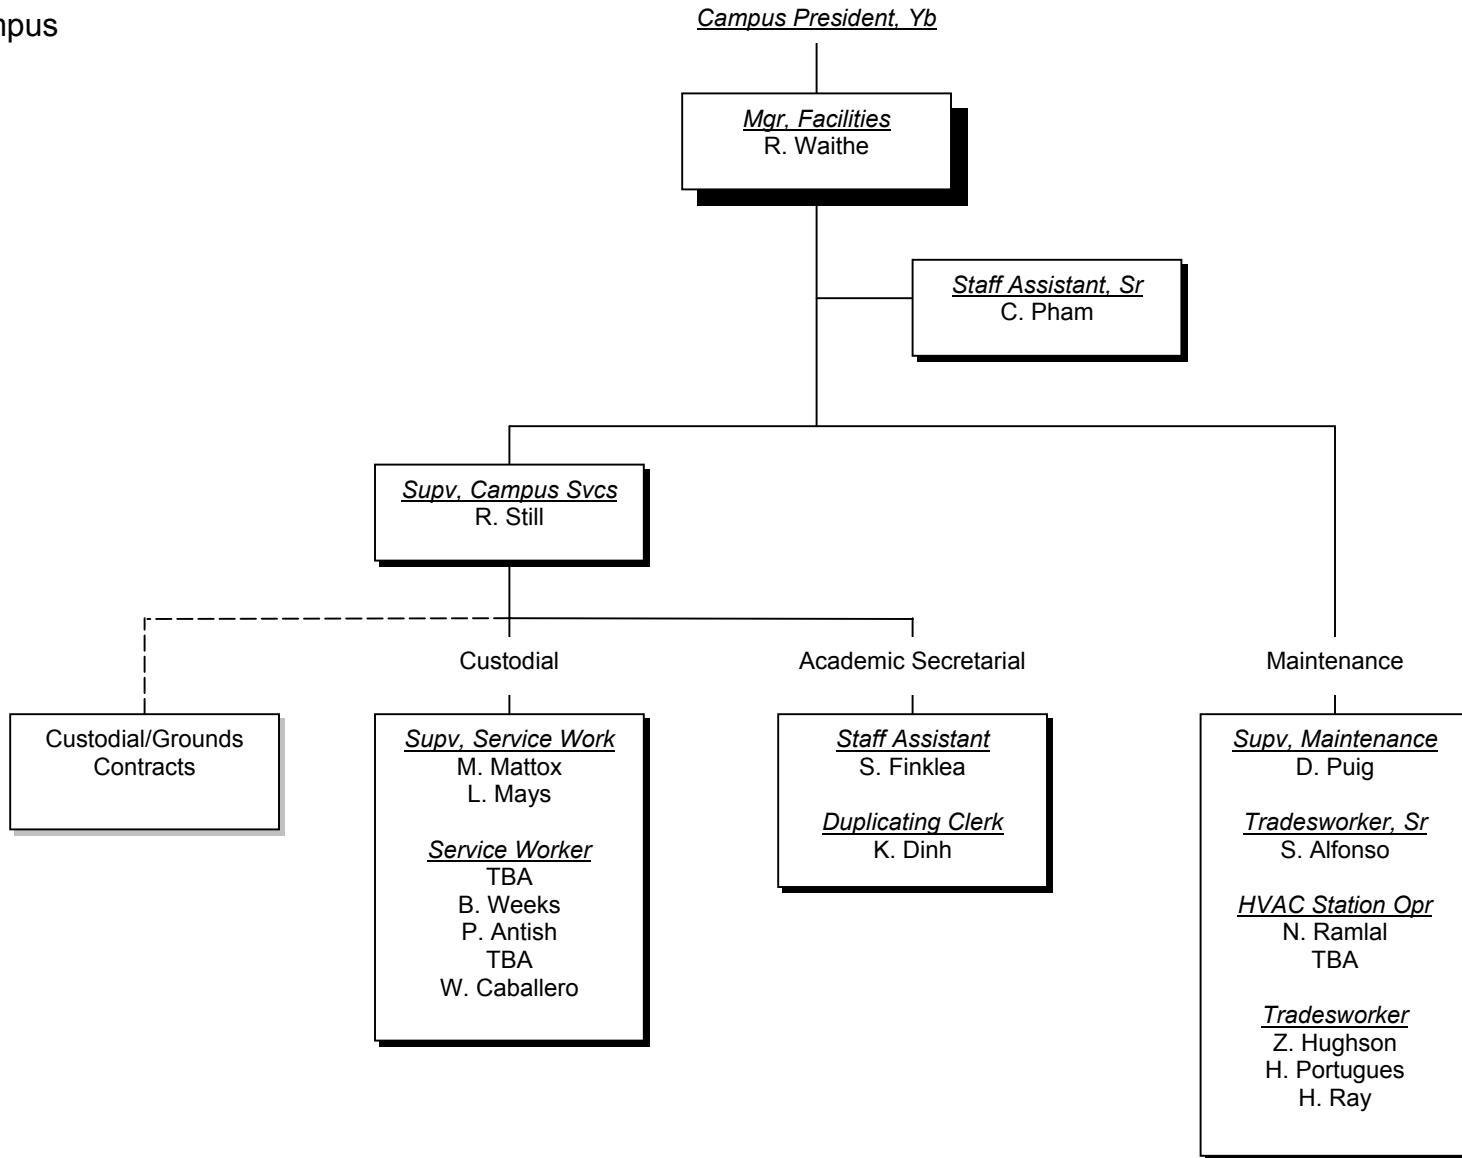 Campus President, Yb
Mgr, Facilities
R. Waithe
Staff Assistant, Sr
C. Pham
Supv, Campus Svcs
R. Still
Custodial
Academic Secretarial
Maintenance
Custodial/Grounds
Contracts
Supv, Service Work
M. Mattox
L. Mays
Service Worker
TBA
B. Weeks
P. Antish
TBA
W. Caballero
Staff Assistant
S. Finklea
Duplicating Clerk
K. Dinh
Supv, Maintenance
D. Puig
Tradesworker, Sr
S. Alfonso
HVAC Station Opr
N. Ramlal
TBA
Tradesworker
Z. Hughson
H. Portugues
H. Ray